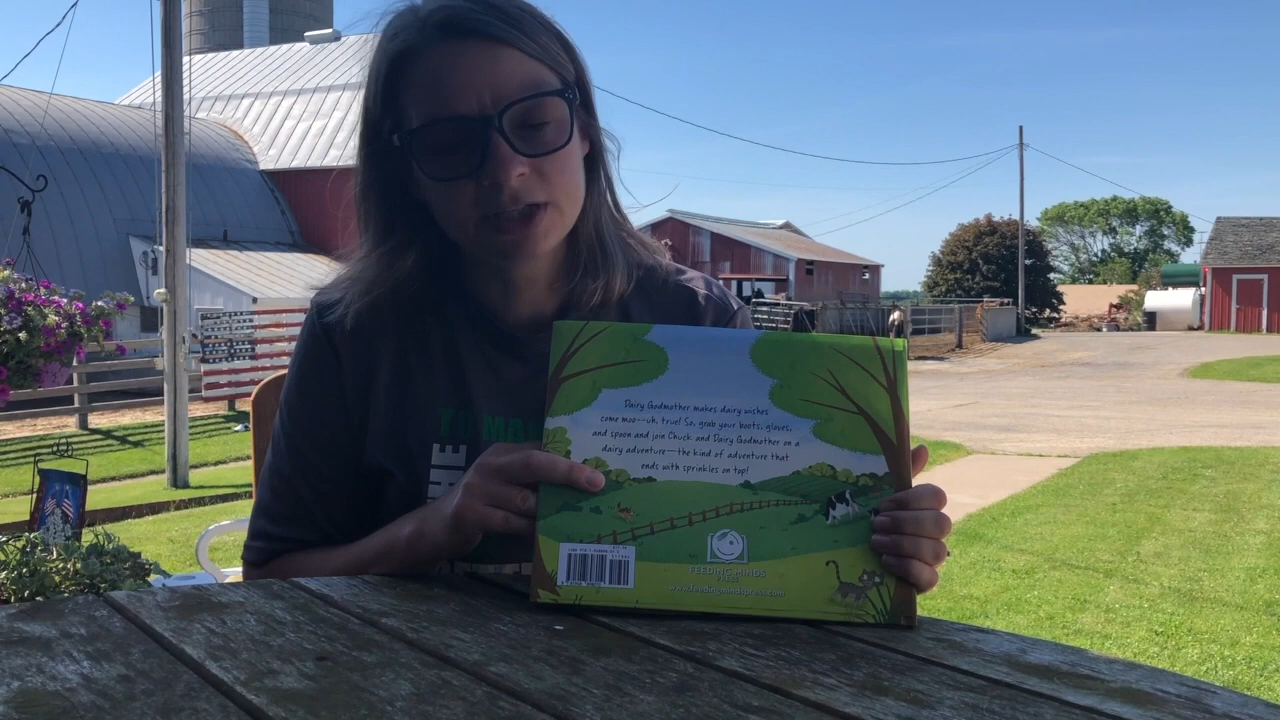 Dairy Godmother makes dairy wishes
come moo--uh, true! So, grab your boots, gloves,
and spoon and join Chuck and Dairy Godmother on a
dairy adventure—the kind of adventure that
ends with sprinkles on top!
THE
FEEDING MINDS
PRESS
www.feedingmindspress.com